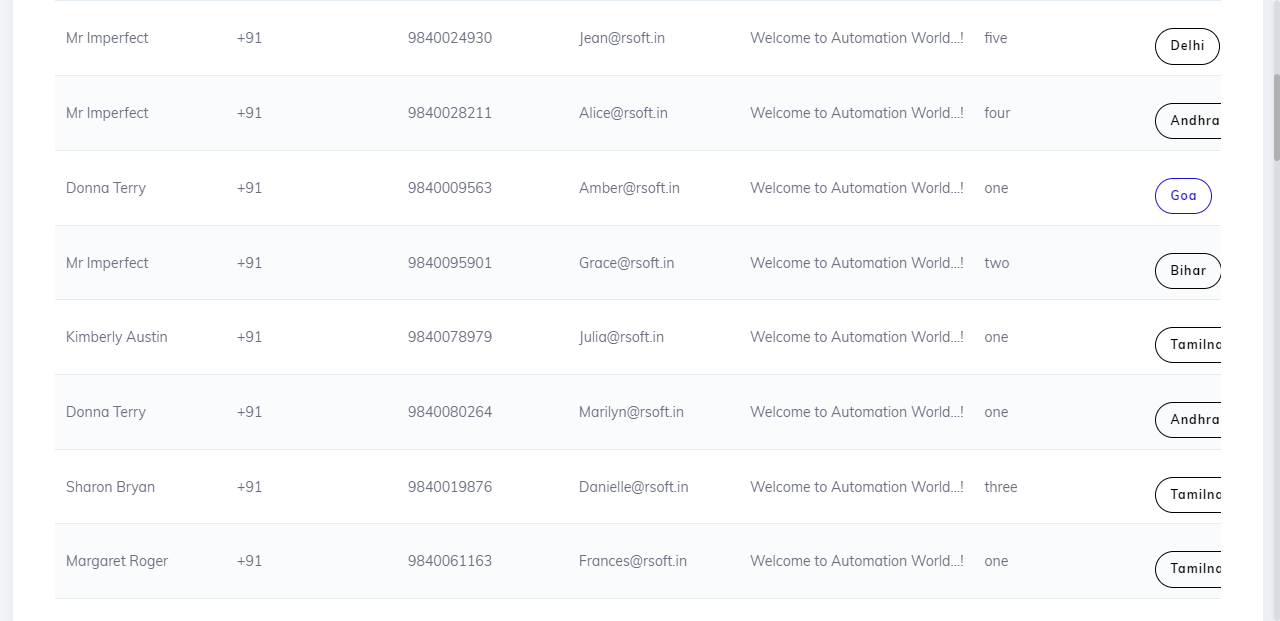 Mr Imperfect +91 9840024930 Jean@rsoft.in Welcome to Automation World...! five Delhi
Mr Imperfect +91 9840028211 Alice@rsoft.in Welcome to Automation World...! four Andhra
Donna Terry +91 9840009563 Amber@rsoft.in Welcome to Automation World...! one Goa
Mr Imperfect +91 9840095901 Grace@rsoft.in Welcome to Automation World...! two Bihar
Kimberly Austin +91 9840078979 Julia@rsoft.in Welcome to Automation World...! one Tamilna
Donna Terry +91 9840080264 Marilyn@rsoft.in Welcome to Automation World...! one Andhra
Sharon Bryan +91 9840019876 Danielle@rsoft.in Welcome to Automation World...! three Tamilna
Margaret Roger +91 9840061163 Frances@rsoft.in Welcome to Automation World...! one Tamilna